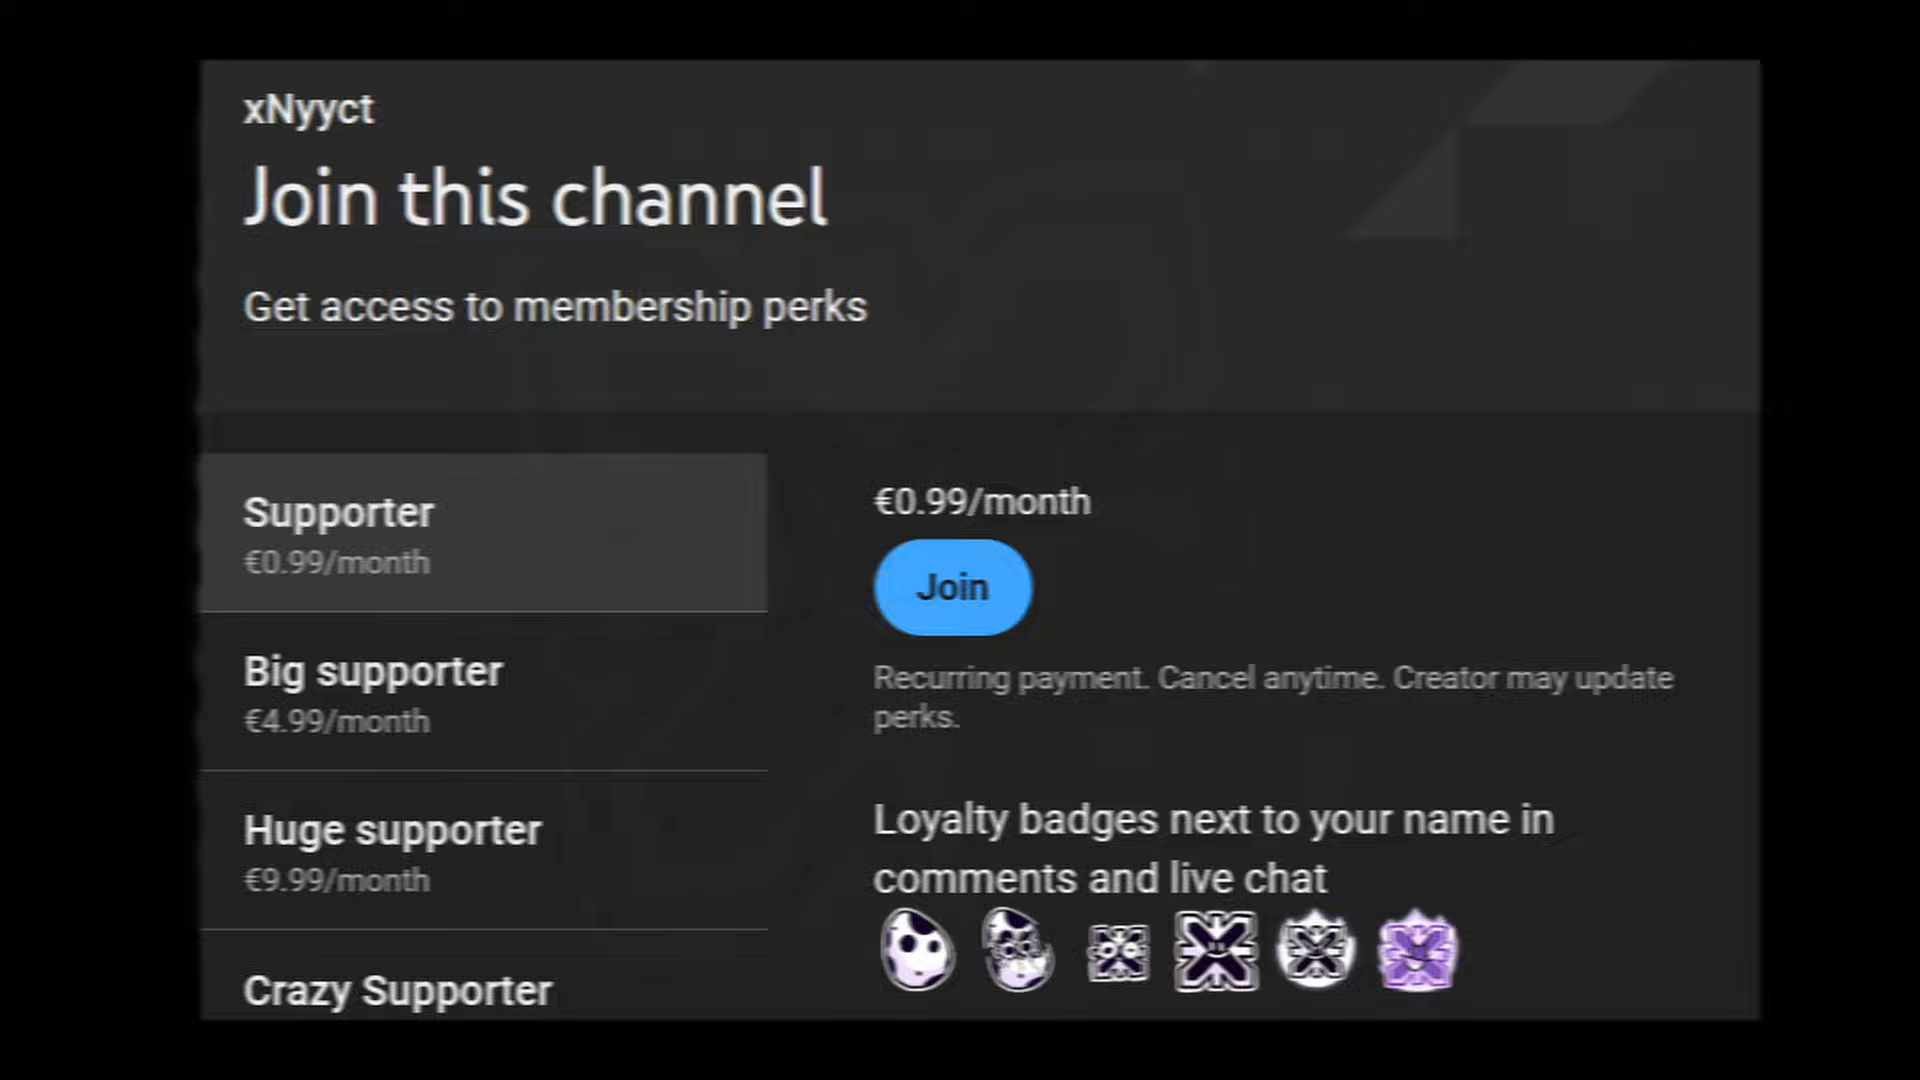 xNyyct
Join this channel
Get access to membership perks
Supporter
€0.99/month
Big supporter
€4.99/month
Huge supporter
€9.99/month
Crazy Supporter
€0.99/month
Join
Recurring payment. Cancel anytime. Creator may update
perks.
Loyalty badges next to your name in
comments and live chat